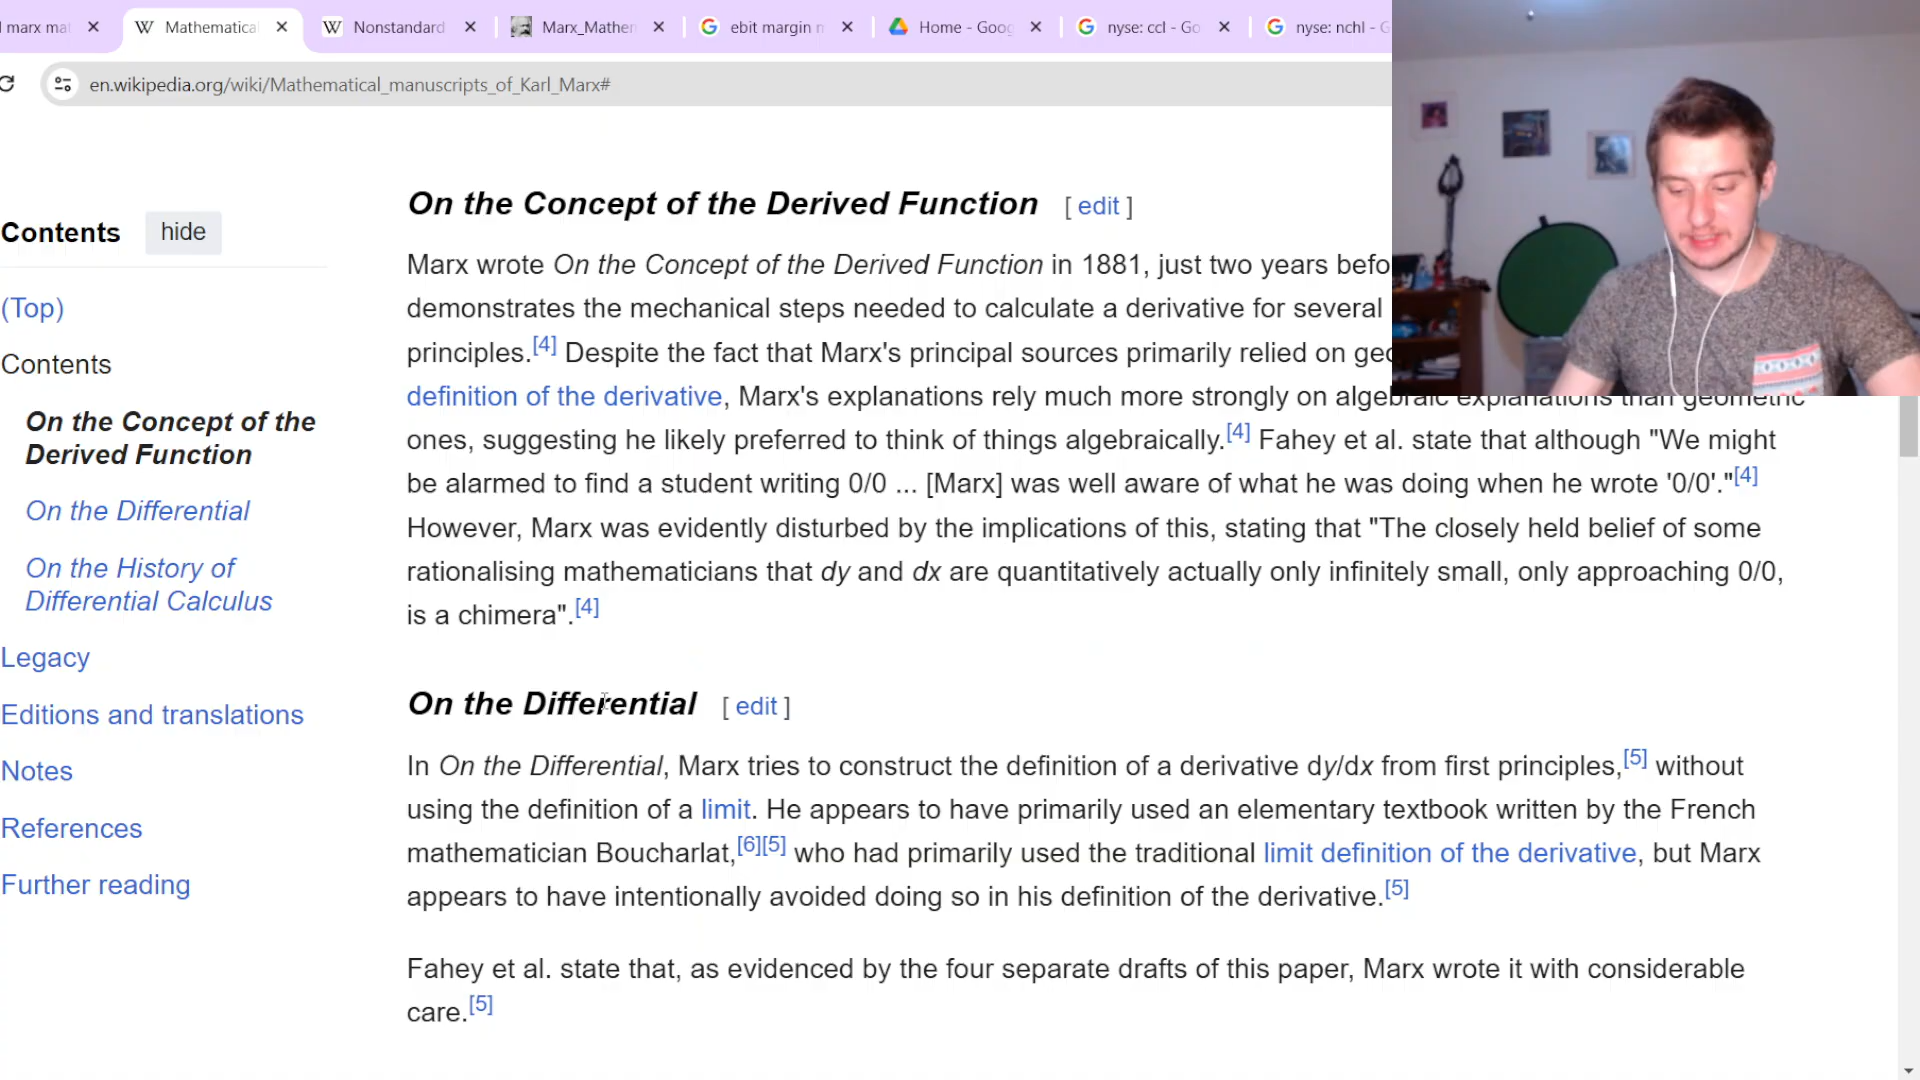 marx mat
Mathematical
Nonstandard
Marx_Mathem
ebit margin
Home - Goog
nyse: ccl - Go
nyse: nchl - G
en.wikipedia.org/wiki/Mathematical_manuscripts_of_Karl_Marx#
Contents hide
(Top)
Contents
On the Concept of the
Derived Function
On the Differential
On the History of
Differential Calculus
Legacy
Editions and translations
Notes
References
Further reading
On the Concept of the Derived Function [ edit ]
Marx wrote On the Concept of the Derived Function in 1881, just two years befo
demonstrates the mechanical steps needed to calculate a derivative for several
principles.[4] Despite the fact that Marx's principal sources primarily relied on geo
definition of the derivative, Marx's explanations rely much more strongly on algebraic explanations than geometric
ones, suggesting he likely preferred to think of things algebraically.[4] Fahey et al. state that although "We might
be alarmed to find a student writing 0/0 ... [Marx] was well aware of what he was doing when he wrote '0/0'."[4]
However, Marx was evidently disturbed by the implications of this, stating that "The closely held belief of some
rationalising mathematicians that dy and dx are quantitatively actually only infinitely small, only approaching 0/0,
is a chimera".[4]
On the Differential [ edit ]
In On the Differential, Marx tries to construct the definition of a derivative dy/dx from first principles,[5] without
using the definition of a limit. He appears to have primarily used an elementary textbook written by the French
mathematician Boucharlat,[6][5] who had primarily used the traditional limit definition of the derivative, but Marx
appears to have intentionally avoided doing so in his definition of the derivative.[5]
Fahey et al. state that, as evidenced by the four separate drafts of this paper, Marx wrote it with considerable
care.[5]